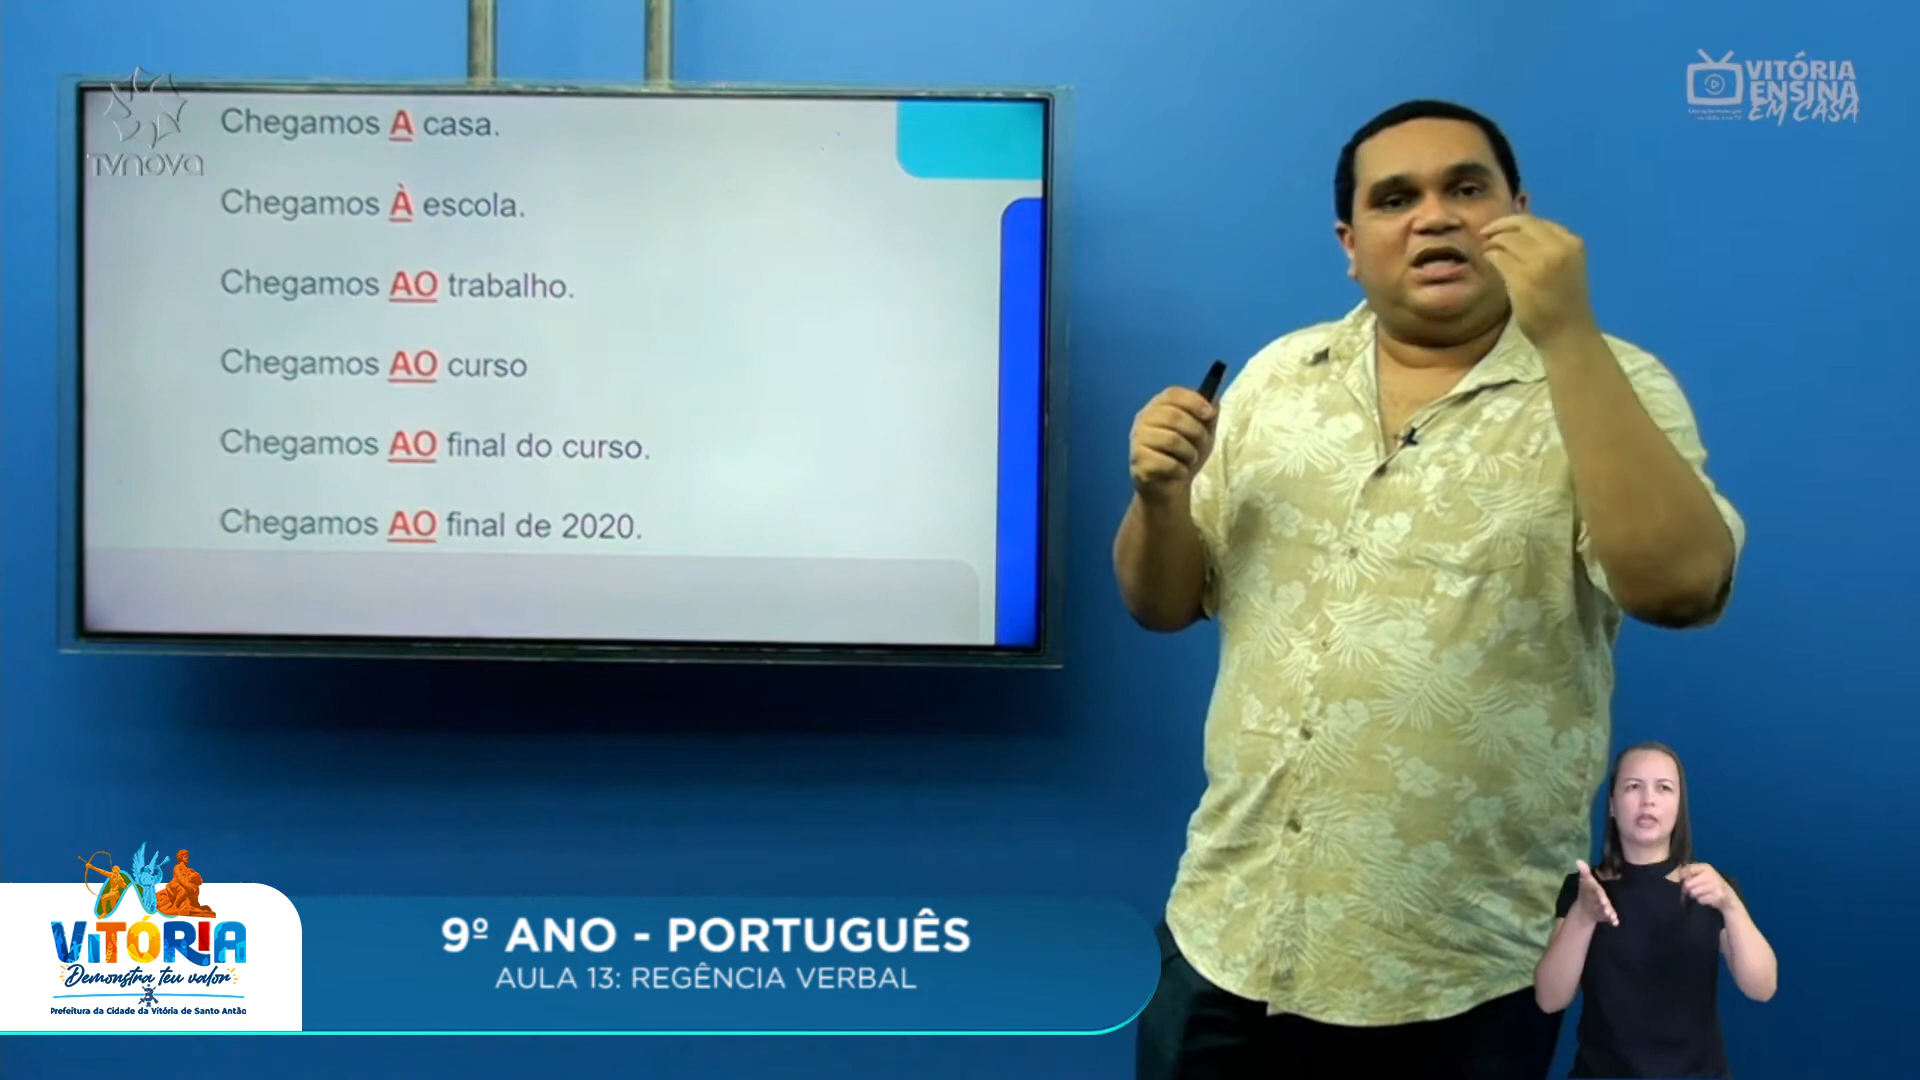 Chegamos A casa.
Chegamos À escola.
Chegamos AO trabalho.
Chegamos AO curso
Chegamos AO final do curso.
Chegamos AO final de 2020.
TVNOVA
VITÓRIA
ENSINA
EM CASA
VITÓRIA
Demonstra teu valor
Prefeitura da Cidade da Vitória de Santo Antão
9º ANO - PORTUGUÊS
AULA 13: REGÊNCIA VERBAL